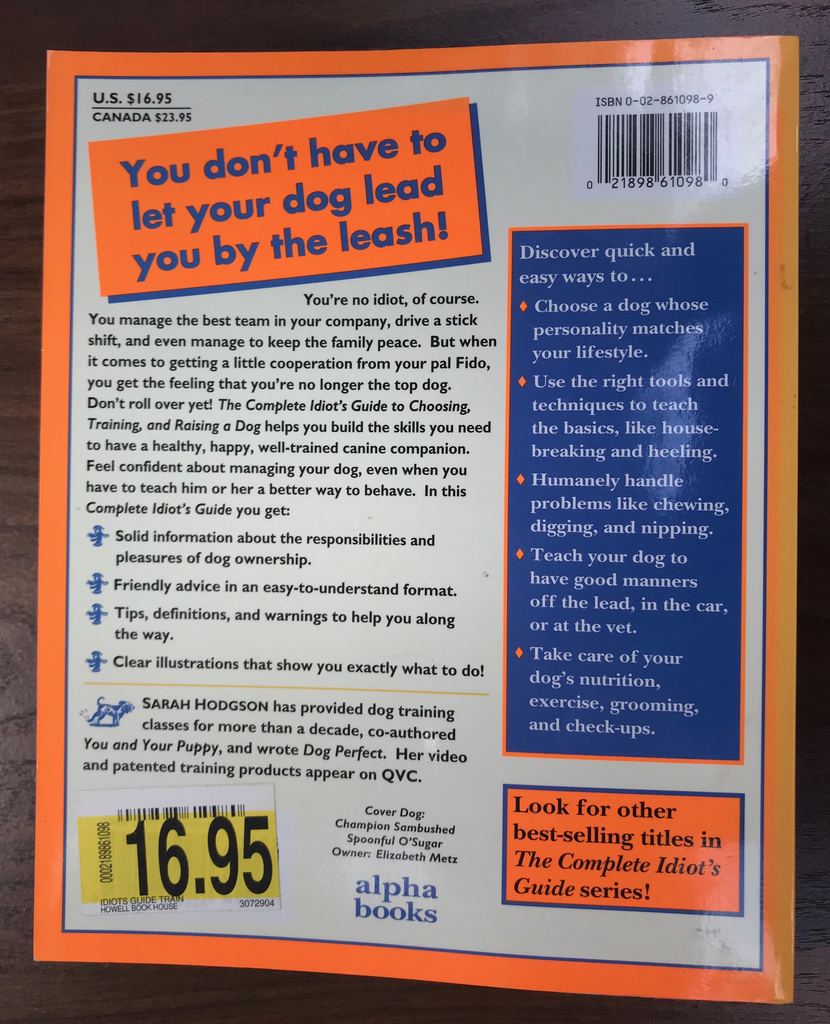 U.S. $16.95
CANADA $23.95
You don't have to
let your dog lead
you by the leash!
You're no idiot, of course.
You manage the best team in your company, drive a stick
shift, and even manage to keep the family peace. But when
it comes to getting a little cooperation from your pal Fido,
you get the feeling that you're no longer the top dog.
Don't roll over yet! The Complete Idiot's Guide to Choosing,
Training, and Raising a Dog helps you build the skills you need
to have a healthy, happy, well-trained canine companion.
Feel confident about managing your dog, even when you
have to teach him or her a better way to behave. In this
Complete Idiot's Guide you get:
Solid information about the responsibilities and
pleasures of dog ownership.
Friendly advice in an easy-to-understand format.
Tips, definitions, and warnings to help you along
the way.
Clear illustrations that show you exactly what to do!
SARAH HODGSON has provided dog training
classes for more than a decade, co-authored
You and Your Puppy, and wrote Dog Perfect. Her video
and patented training products appear on QVC.
0002189861098
16.95
IDIOTS GUIDE TRAIN
HOWELL BOOK HOUSE 3072904
Cover Dog:
Champion Sambushed
Spoonful O'Sugar
Owner: Elizabeth Metz
alpha
books
ISBN 0-02-861098-9
0 21898 61098 0
Discover quick and
easy ways to...
♦ Choose a dog whose
personality matches
your lifestyle.
♦ Use the right tools and
techniques to teach
the basics, like house-
breaking and heeling.
♦ Humanely handle
problems like chewing,
digging, and nipping.
♦ Teach your dog to
have good manners
off the lead, in the car,
or at the vet.
♦ Take care of your
dog's nutrition,
exercise, grooming,
and check-ups.
Look for other
best-selling titles in
The Complete Idiot's
Guide series!